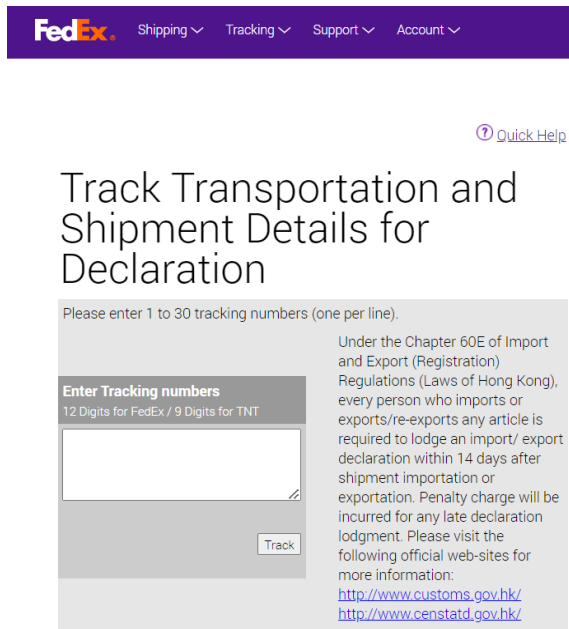 FedEx. Shipping Tracking Support Account
? Quick Help
Track Transportation and
Shipment Details for
Declaration
Please enter 1 to 30 tracking numbers (one per line).
Enter Tracking numbers
12 Digits for FedEx / 9 Digits for TNT
Track
Under the Chapter 60E of Import
and Export (Registration)
Regulations (Laws of Hong Kong),
every person who imports or
exports/re-exports any article is
required to lodge an import/ export
declaration within 14 days after
shipment importation or
exportation. Penalty charge will be
incurred for any late declaration
lodgment. Please visit the
following official web-sites for
more information:
http://www.customs.gov.hk/
http://www.censtatd.gov.hk/